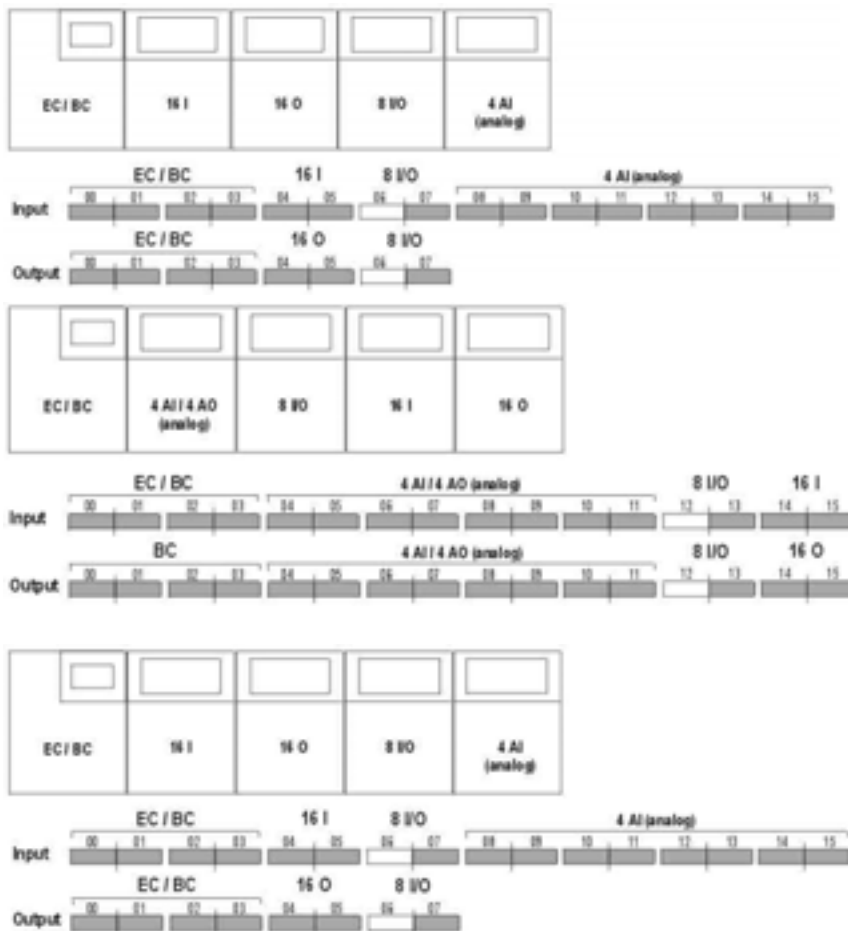 EC / BC 16 I 16 O 8 I/O 4 AI
(analog)
EC / BC 16 I 8 I/O 4 AI (analog)
00 01 02 03 04 05 06 07 08 09 10 11 12 13 14 15
Input
EC / BC 16 O 8 I/O
00 01 02 03 04 05 06 07
Output
EC / BC 4 AI / 4 AO 8 I/O 16 I 16 O
(analog)
EC / BC 4 AI / 4 AO (analog) 8 I/O 16 I
00 01 02 03 04 05 06 07 08 09 10 11 12 13 14 15
Input
BC 4 AI / 4 AO (analog) 8 I/O 16 O
00 01 02 03 04 05 06 07 08 09 10 11 12 13 14 15
Output
EC / BC 16 I 16 O 8 I/O 4 AI
(analog)
EC / BC 16 I 8 I/O 4 AI (analog)
00 01 02 03 04 05 06 07 08 09 10 11 12 13 14 15
Input
EC / BC 16 O 8 I/O
00 01 02 03 04 05 06 07
Output